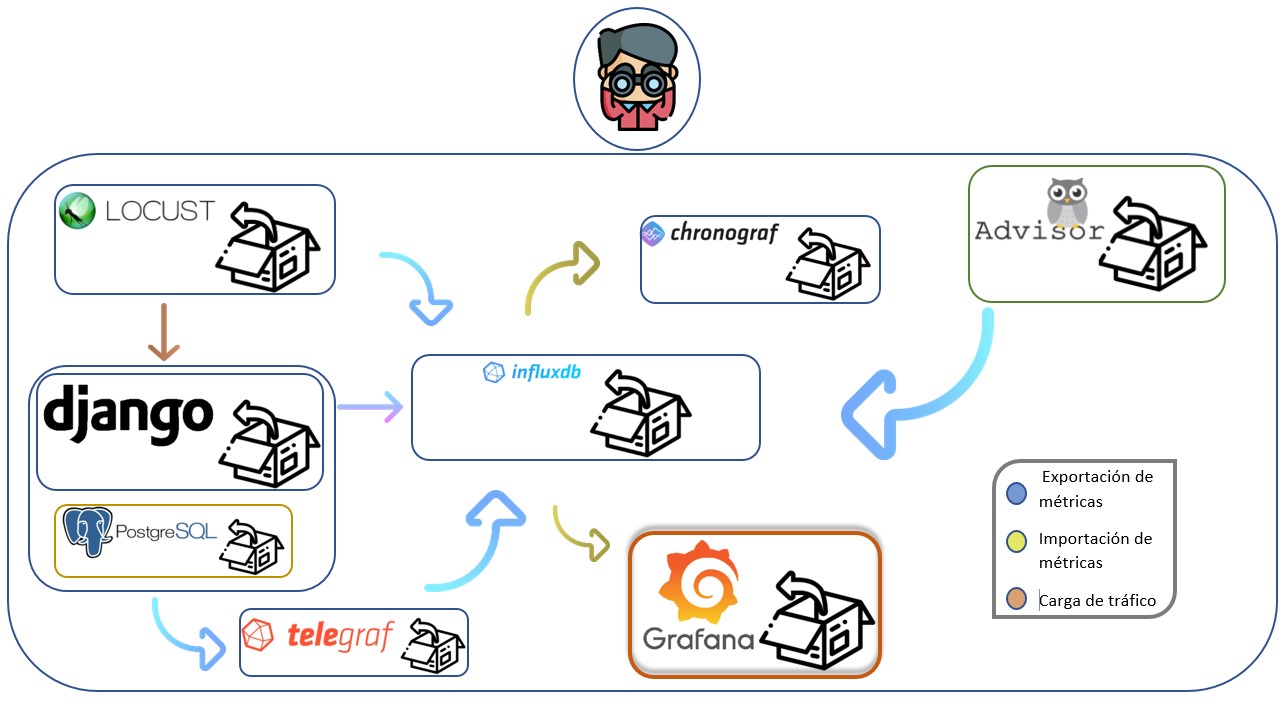 LOCUST
chronograf
Advisor
influxdb
django
PostgreSQL
telegraf
Grafana
Exportación de
métricas
Importación de
métricas
Carga de tráfico